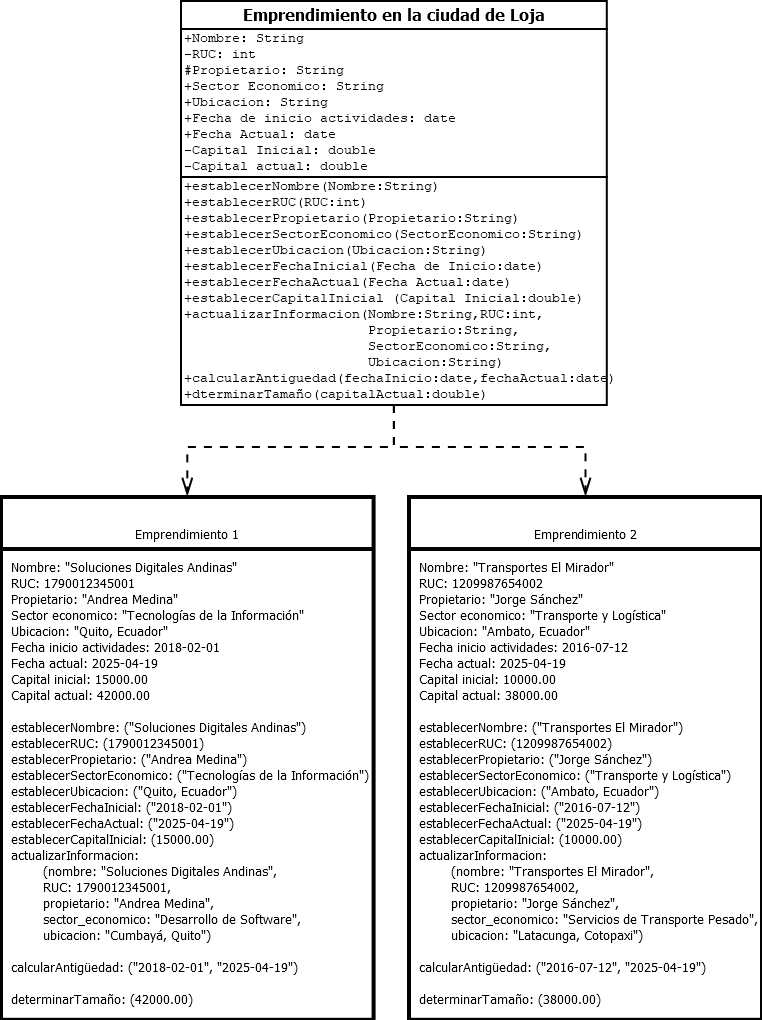 Emprendimiento en la ciudad de Loja
+Nombre: String
-RUC: int
#Propietario: String
+Sector Economico: String
+Ubicacion: String
+Fecha de inicio actividades: date
+Fecha Actual: date
-Capital Inicial: double
-Capital actual: double
+establecerNombre(Nombre:String)
+establecerRUC(RUC:int)
+establecerPropietario(Propietario:String)
+establecerSectorEconomico(SectorEconomico:String)
+establecerUbicacion(Ubicacion:String)
+establecerFechaInicial(Fecha de Inicio:date)
+establecerFechaActual(Fecha Actual:date)
+establecerCapitalInicial (Capital Inicial:double)
+actualizarInformacion(Nombre:String,RUC:int,
Propietario:String,
SectorEconomico:String,
Ubicacion:String)
+calcularAntiguedad(fechaInicio:date,fechaActual:date)
+dterminarTamaño(capitalActual:double)
Emprendimiento 1
Nombre: "Soluciones Digitales Andinas"
RUC: 1790012345001
Propietario: "Andrea Medina"
Sector economico: "Tecnologías de la Información"
Ubicacion: "Quito, Ecuador"
Fecha inicio actividades: 2018-02-01
Fecha actual: 2025-04-19
Capital inicial: 15000.00
Capital actual: 42000.00
establecerNombre: ("Soluciones Digitales Andinas")
establecerRUC: (1790012345001)
establecerPropietario: ("Andrea Medina")
establecerSectorEconomico: ("Tecnologías de la Información")
establecerUbicacion: ("Quito, Ecuador")
establecerFechaInicial: ("2018-02-01")
establecerFechaActual: ("2025-04-19")
establecerCapitalInicial: (15000.00)
actualizarInformacion:
(nombre: "Soluciones Digitales Andinas",
RUC: 1790012345001,
propietario: "Andrea Medina",
sector_economico: "Desarrollo de Software",
ubicacion: "Cumbayá, Quito")
calcularAntigüedad: ("2018-02-01", "2025-04-19")
determinarTamaño: (42000.00)
Emprendimiento 2
Nombre: "Transportes El Mirador"
RUC: 1209987654002
Propietario: "Jorge Sánchez"
Sector economico: "Transporte y Logística"
Ubicacion: "Ambato, Ecuador"
Fecha inicio actividades: 2016-07-12
Fecha actual: 2025-04-19
Capital inicial: 10000.00
Capital actual: 38000.00
establecerNombre: ("Transportes El Mirador")
establecerRUC: (1209987654002)
establecerPropietario: ("Jorge Sánchez")
establecerSectorEconomico: ("Transporte y Logística")
establecerUbicacion: ("Ambato, Ecuador")
establecerFechaInicial: ("2016-07-12")
establecerFechaActual: ("2025-04-19")
establecerCapitalInicial: (10000.00)
actualizarInformacion:
(nombre: "Transportes El Mirador",
RUC: 1209987654002,
propietario: "Jorge Sánchez",
sector_economico: "Servicios de Transporte Pesado",
ubicacion: "Latacunga, Cotopaxi")
calcularAntigüedad: ("2016-07-12", "2025-04-19")
determinarTamaño: (38000.00)